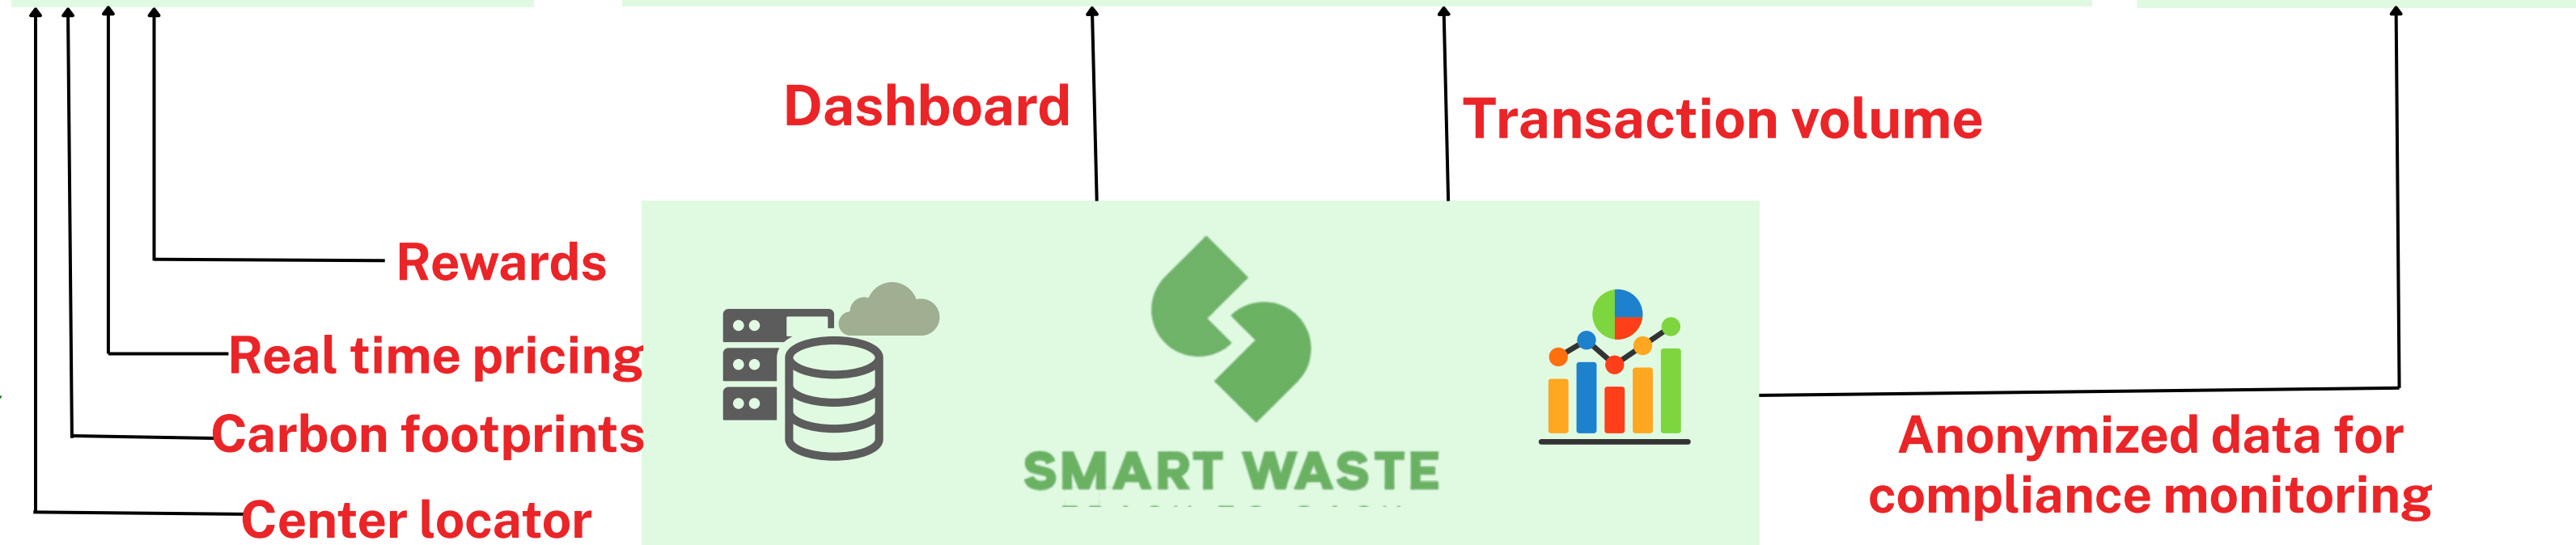 Dashboard
Transaction volume
Rewards
Real time pricing
Carbon footprints
Center locator
SMART WASTE
Anonymized data for
compliance monitoring